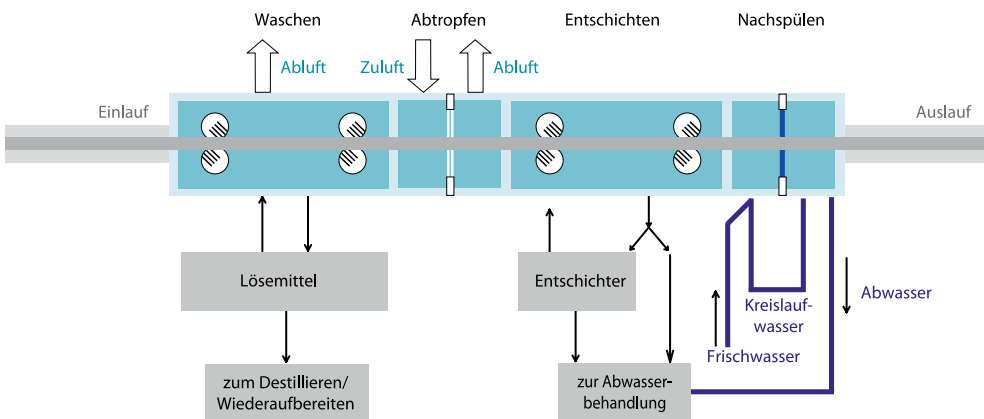 Waschen
Abtropfen
Entschichten
Nachspülen
Abluft
Zuluft
Abluft
Einlauf
Auslauf
Lösemittel
Entschichter
Kreislauf-
wasser
Abwasser
Frischwasser
zum Destillieren/
Wiederaufbereiten
zur Abwasser-
behandlung